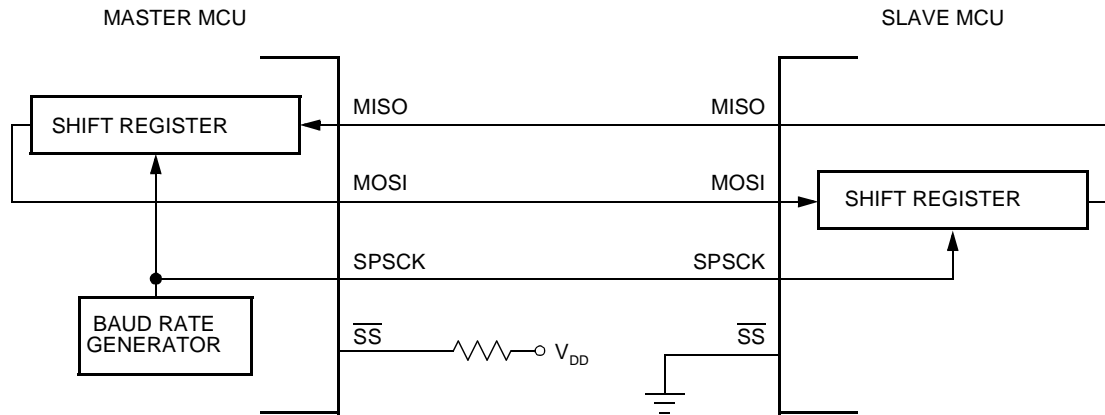 MASTER MCU
SLAVE MCU
SHIFT REGISTER
MISO
MISO
MOSI
MOSI
SHIFT REGISTER
SPSCK
SPSCK
BAUD RATE
GENERATOR
SS
VDD
SS